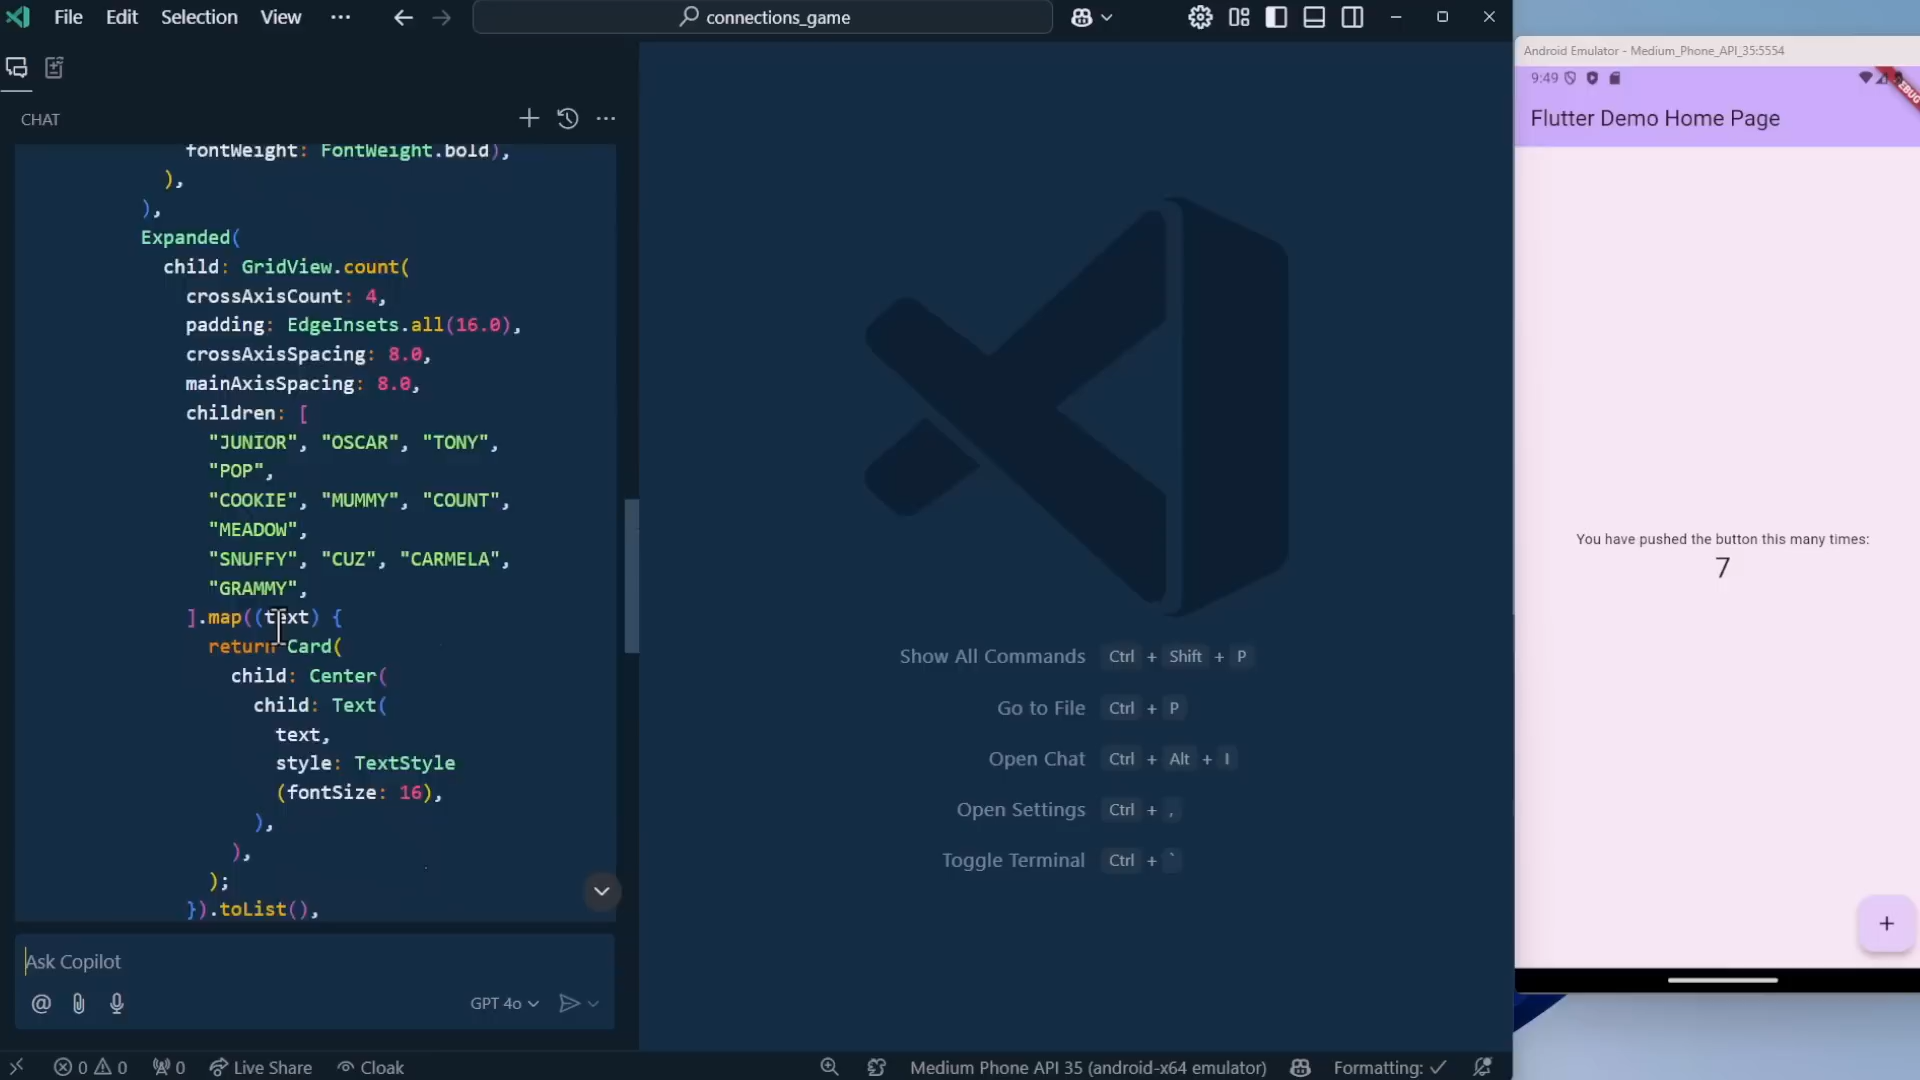 File Edit Selection View ... connections_game
CHAT
fontWeight: FontWeight.bold),
),
),
Expanded(
child: GridView.count(
crossAxisCount: 4,
padding: EdgeInsets.all(16.0),
crossAxisSpacing: 8.0,
mainAxisSpacing: 8.0,
children: [
"JUNIOR", "OSCAR", "TONY",
"POP",
"COOKIE", "MUMMY", "COUNT",
"MEADOW",
"SNUFFY", "CUZ", "CARMELA",
"GRAMMY",
].map((text) {
return Card(
child: Center(
child: Text(
text,
style: TextStyle
(fontSize: 16),
),
),
);
}).toList(),
Ask Copilot
@ GPT 4o
Show All Commands Ctrl + Shift + P
Go to File Ctrl + P
Open Chat Ctrl + Alt + I
Open Settings Ctrl + ,
Toggle Terminal Ctrl + `
0 0 0 Live Share Cloak Medium Phone API 35 (android-x64 emulator) Formatting: ✓
Android Emulator - Medium_Phone_API_35:5554
9:49
DEBUG
Flutter Demo Home Page
You have pushed the button this many times:
7
+